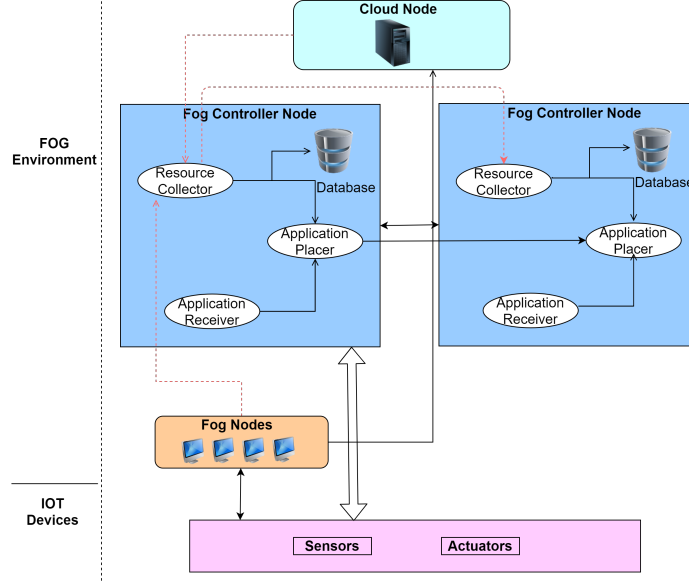 Cloud Node
FOG
Environment
Fog Controller Node
Resource
Collector
Database
Application
Placer
Application
Receiver
Fog Controller Node
Resource
Collector
Database
Application
Placer
Application
Receiver
Fog Nodes
IOT
Devices
Sensors
Actuators